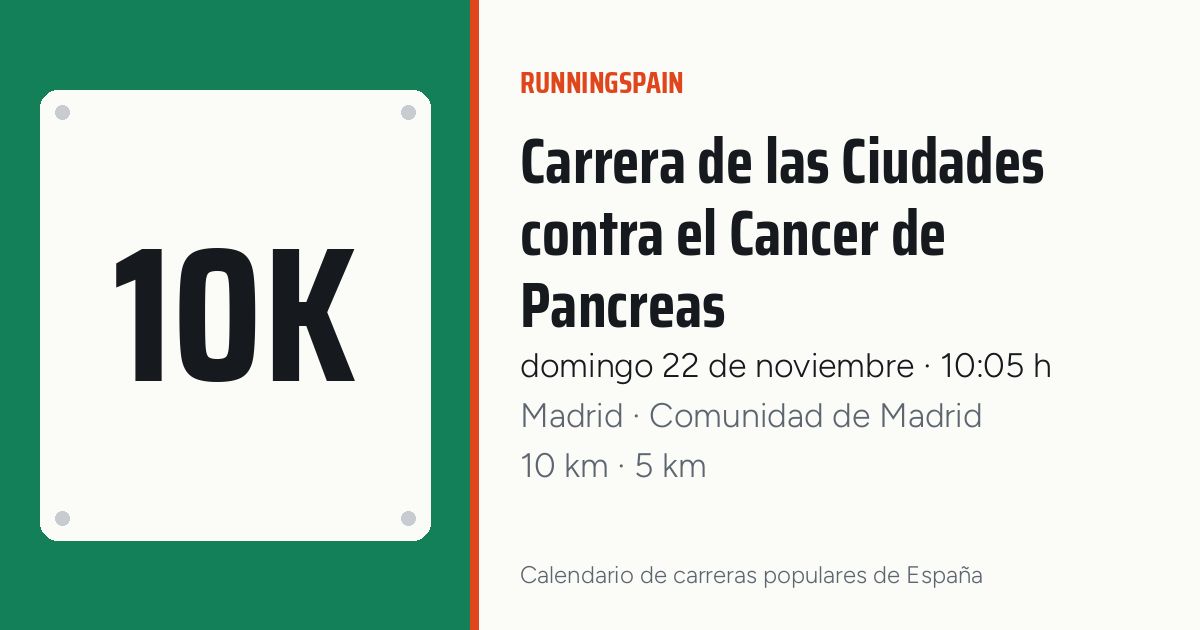 10K
RUNNINGSPAIN
Carrera de las Ciudades
contra el Cancer de
Pancreas
domingo 22 de noviembre · 10:05 h
Madrid · Comunidad de Madrid
10 km · 5 km
Calendario de carreras populares de España